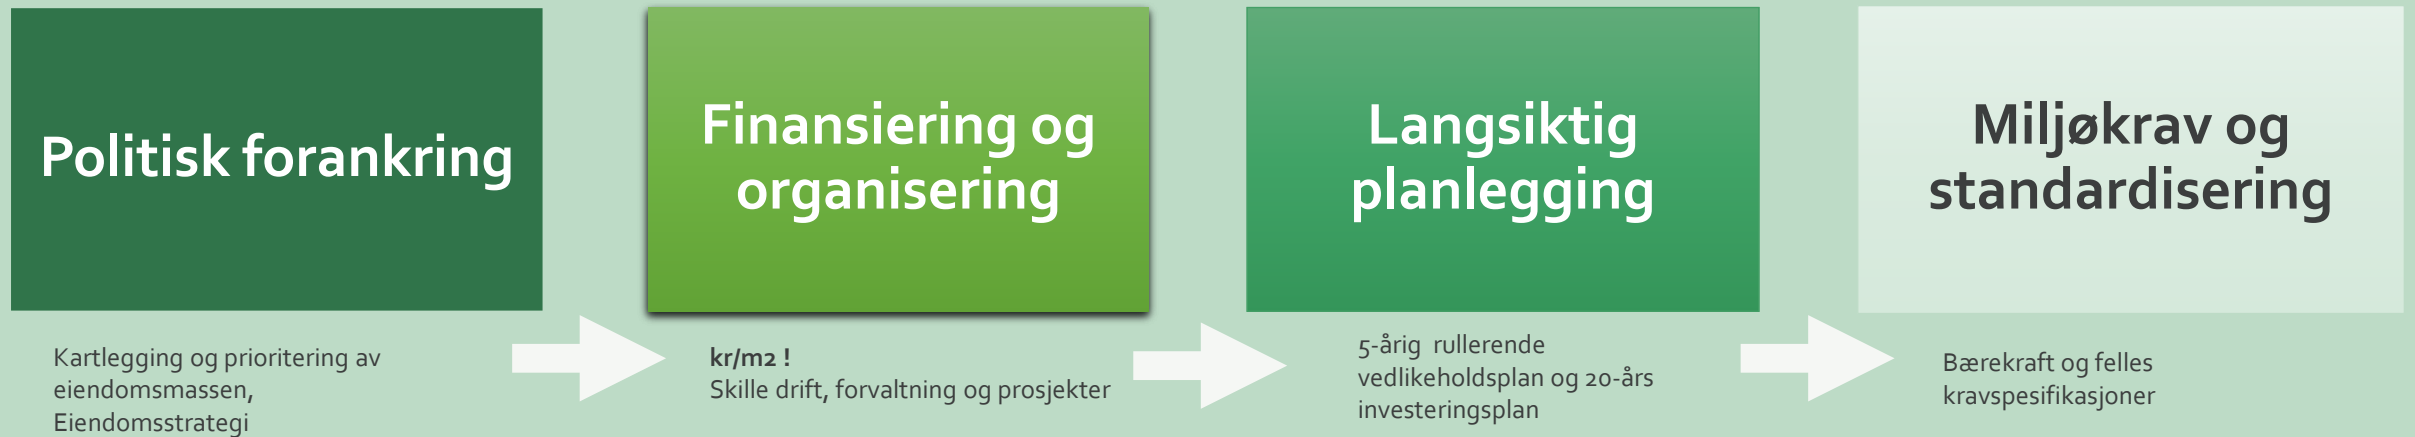 Politisk forankring
Kartlegging og prioritering av
eiendomsmassen,
Eiendomsstrategi
Finansiering og
organisering
kr/m2 !
Skille drift, forvaltning og prosjekter
Langsiktig
planlegging
5-årig  rullerende
vedlikeholdsplan og 20-års
investeringsplan
Miljøkrav og
standardisering
Bærekraft og felles
kravspesifikasjoner